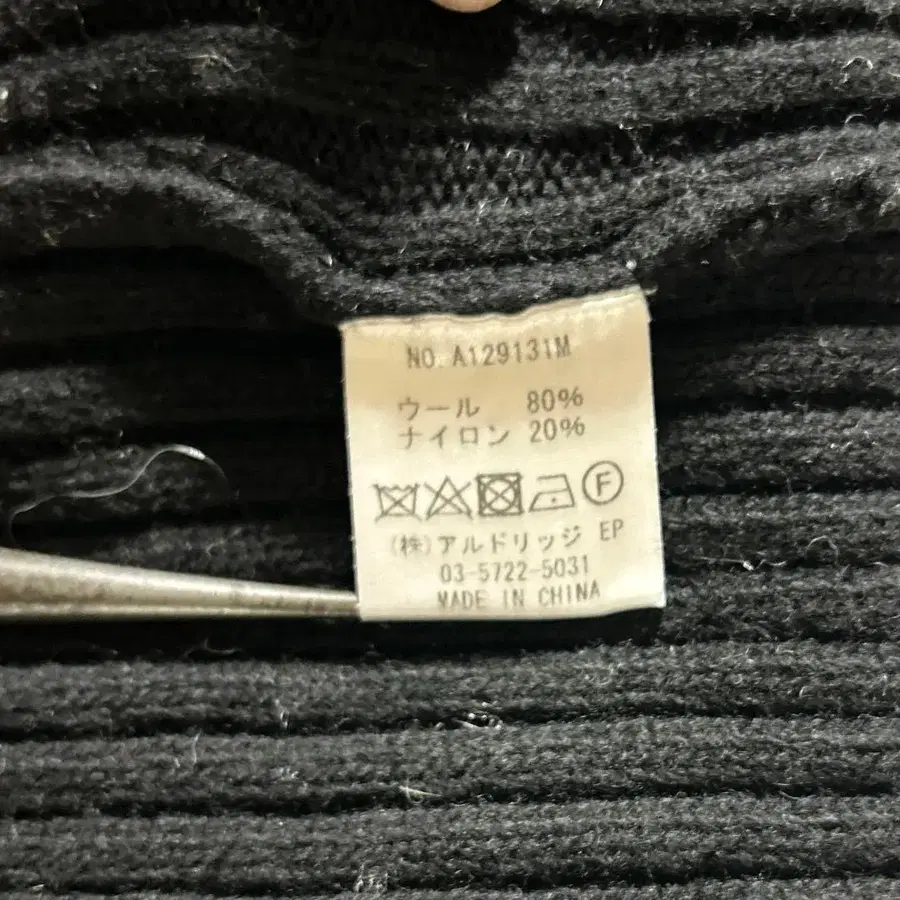 NO. A129131M
ウール 80%
ナイロン 20%
F
(株)アルドリッジ EP
03-5722-5031
MADE IN CHINA